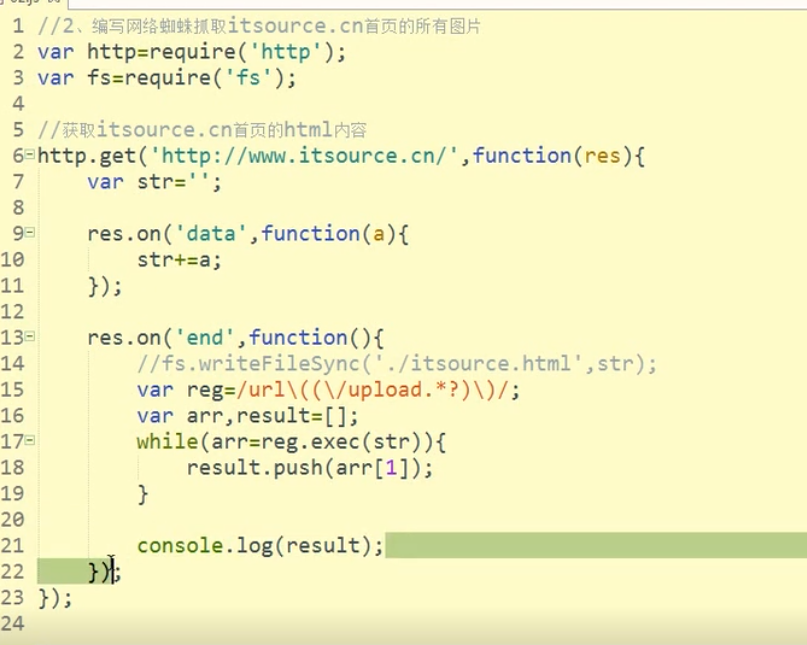 1 //2、编写网络蜘蛛抓取itsource.cn首页的所有图片
2 var http=require('http');
3 var fs=require('fs');
4
5 //获取itsource.cn首页的html内容
6 http.get('http://www.itsource.cn/',function(res){
7     var str='';
8
9     res.on('data',function(a){
10         str+=a;
11     });
12
13     res.on('end',function(){
14         //fs.writeFileSync('./itsource.html',str);
15         var reg=/url\((\/upload.*?)\)/;
16         var arr,result=[];
17         while(arr=reg.exec(str)){
18             result.push(arr[1]);
19         }
20
21         console.log(result);
22     });
23 });
24